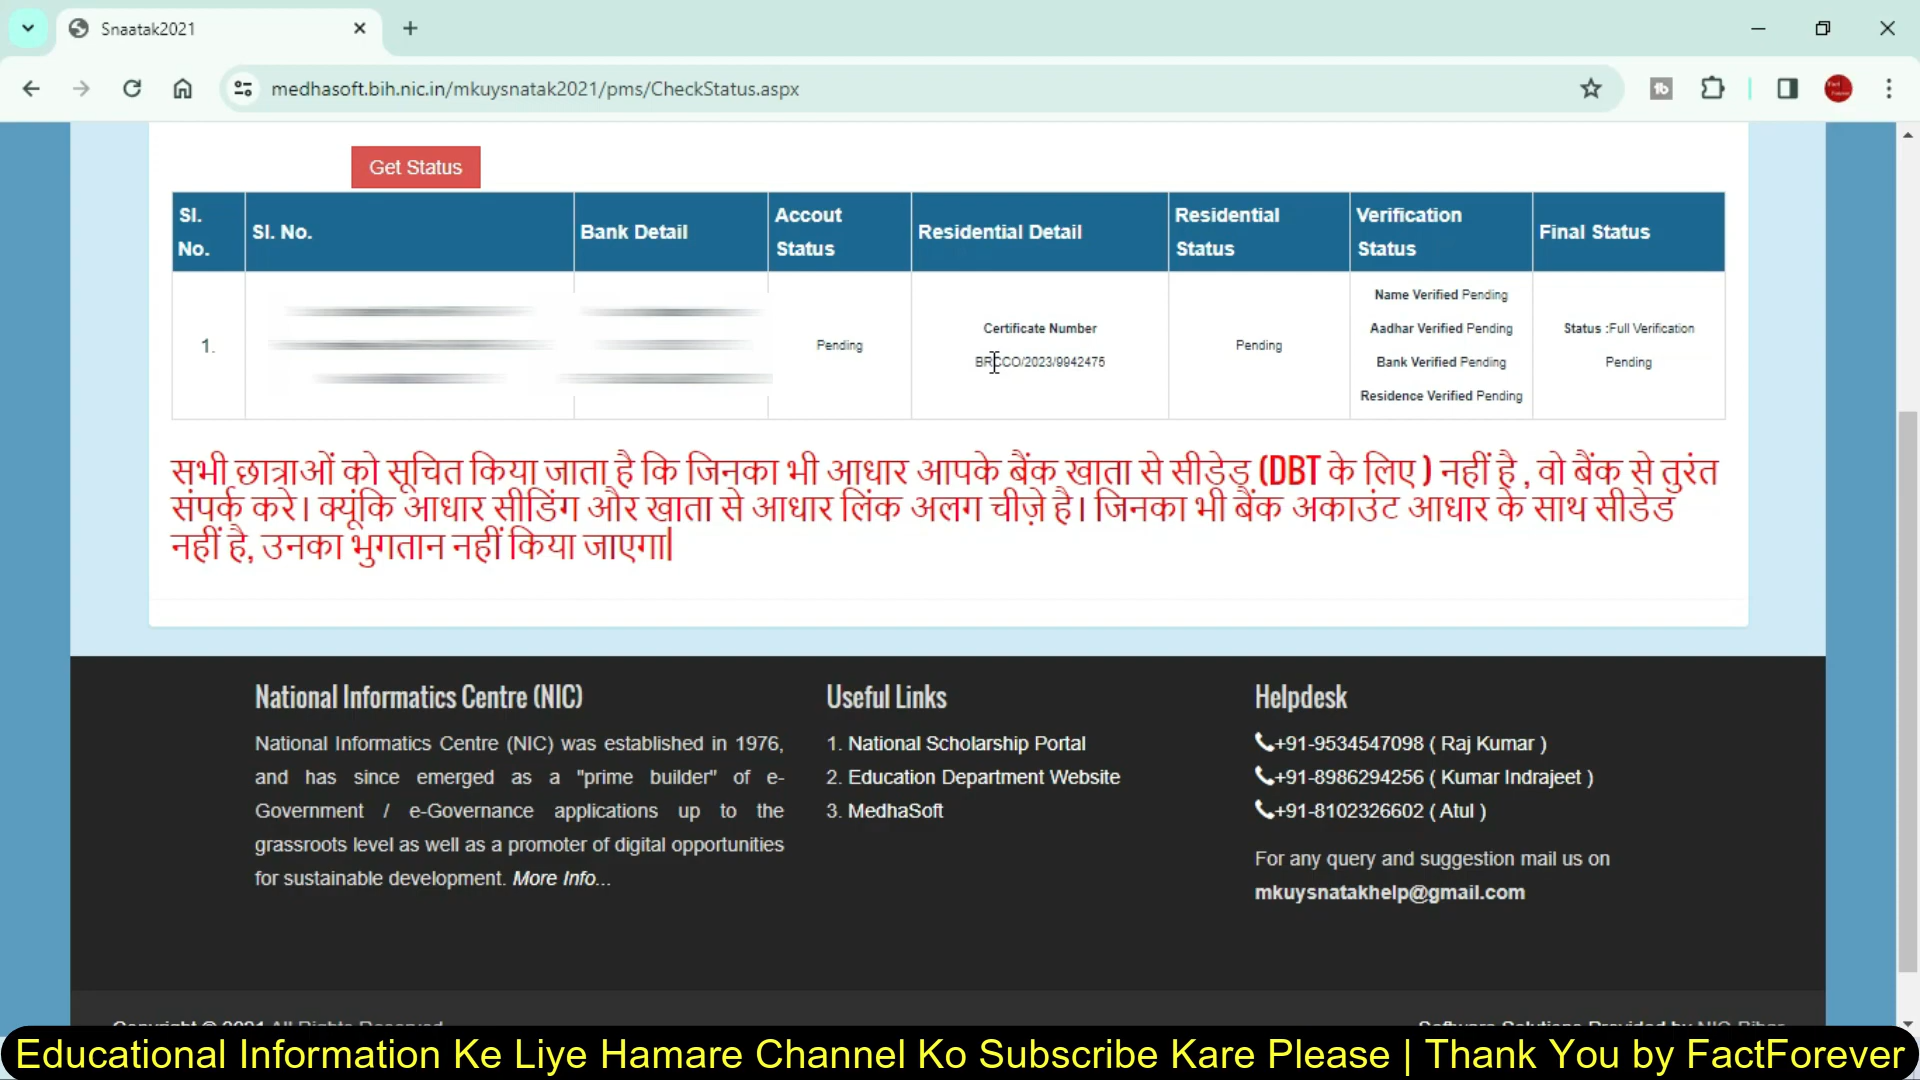 Snaatak2021
medhasoft.bih.nic.in/mkuysnatak2021/pms/CheckStatus.aspx
Get Status
Sl. No.
Sl. No.
Bank Detail
Accout Status
Residential Detail
Residential Status
Verification Status
Final Status
1.
Pending
Certificate Number
BRCCO/2023/9942475
Pending
Name Verified Pending
Aadhar Verified Pending
Bank Verified Pending
Residence Verified Pending
Status :Full Verification
Pending
सभी छात्राओं को सूचित किया जाता है कि जिनका भी आधार आपके बैंक खाता से सीडेड (DBT के लिए ) नहीं है , वो बैंक से तुरंत
संपर्क करे। क्यूंकि आधार सीडिंग और खाता से आधार लिंक अलग चीज़े है। जिनका भी बैंक अकाउंट आधार के साथ सीडेड
नहीं है, उनका भुगतान नहीं किया जाएगा|
National Informatics Centre (NIC)
National Informatics Centre (NIC) was established in 1976,
and has since emerged as a "prime builder" of e-
Government / e-Governance applications up to the
grassroots level as well as a promoter of digital opportunities
for sustainable development. More Info...
Useful Links
1. National Scholarship Portal
2. Education Department Website
3. MedhaSoft
Helpdesk
+91-9534547098 ( Raj Kumar )
+91-8986294256 ( Kumar Indrajeet )
+91-8102326602 ( Atul )
For any query and suggestion mail us on
mkuysnatakhelp@gmail.com
Educational Information Ke Liye Hamare Channel Ko Subscribe Kare Please | Thank You by FactForever